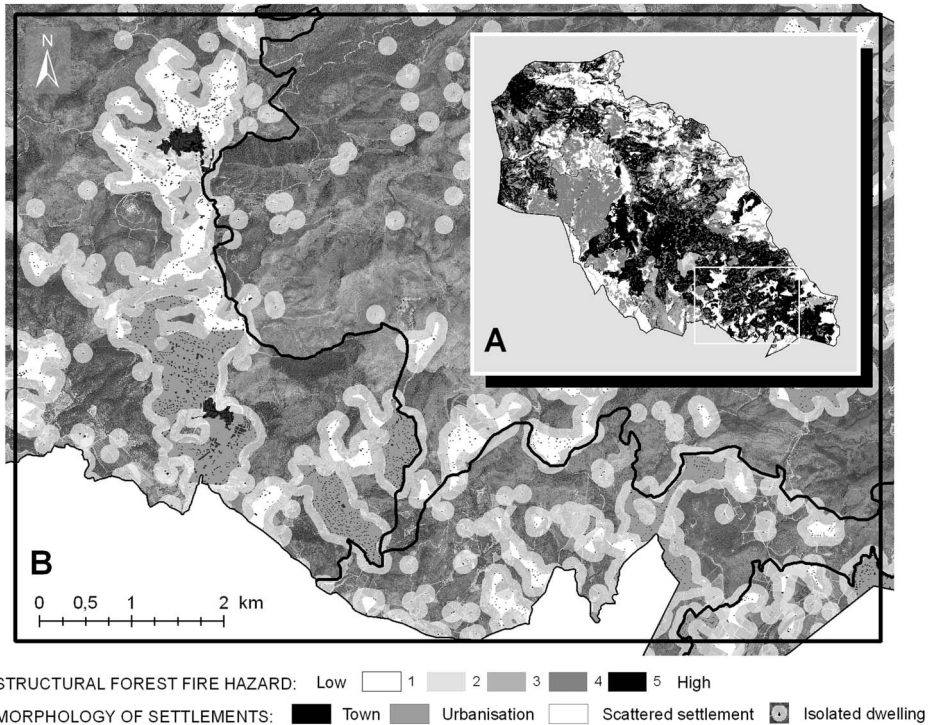 N
A
B
0 0,5 1 2 km
STRUCTURAL FOREST FIRE HAZARD: Low 1 2 3 4 5 High
MORPHOLOGY OF SETTLEMENTS: Town Urbanisation Scattered settlement Isolated dwelling